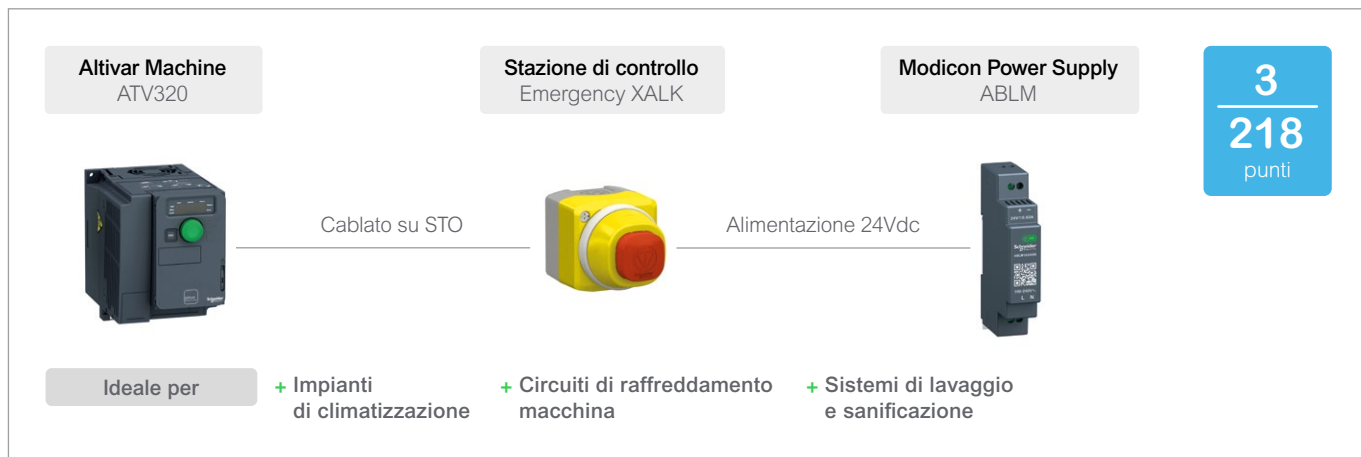 Altivar Machine
ATV320
Stazione di controllo
Emergency XALK
Modicon Power Supply
ABLM
3
218
punti
Cablato su STO
Alimentazione 24Vdc
Schneider
L N
Ideale per
+ Impianti
di climatizzazione
+ Circuiti di raffreddamento
macchina
+ Sistemi di lavaggio
e sanificazione